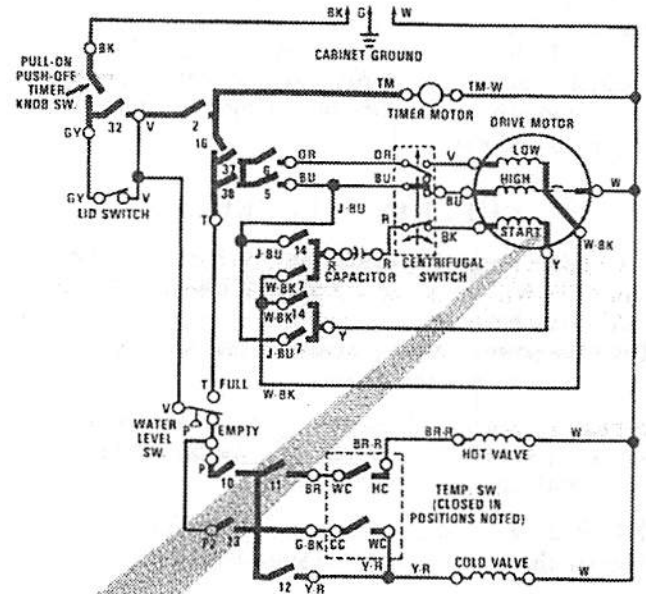 BK G W
CABINET GROUND
BK
PULL-ON
PUSH-OFF
TIMER
KNOB SW.
TM TM-W
TIMER MOTOR
32 V 2
GY
16
DRIVE MOTOR
LOW
OR OR V
37 6
HIGH
BU BU BU W
38 5
GY V
LID SWITCH
J-BU
T
R BK START
14
J-BU R R
CAPACITOR
CENTRIFUGAL
SWITCH
W-BK
Y
W-BK 7
W-BK 14
Y
J-BU 7
W-BK
T FULL
V
P EMPTY
WATER
LEVEL
SW.
BR-R BR-R W
HOT VALVE
P
10 11 BR WC HC
TEMP. SW
(CLOSED IN
POSITIONS NOTED)
P2 13 G-BK CC WC
Y-R Y-R COLD VALVE W
12 Y-R